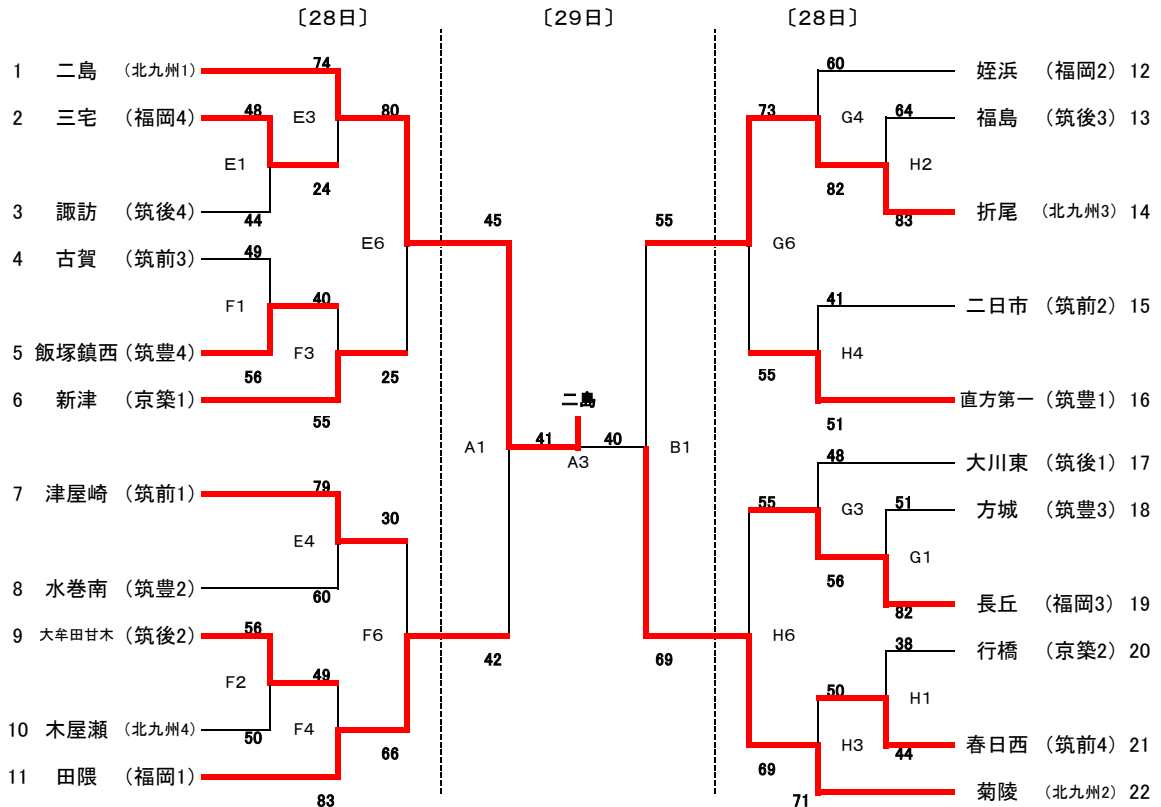 〔28日〕 〔29日〕 〔28日〕
1 二島 (北九州1) 74
60 姪浜 (福岡2) 12
2 三宅 (福岡4) 48 E3 80
73 G4 64 福島 (筑後3) 13
E1 24
82 H2
3 諏訪 (筑後4) 44
83 折尾 (北九州3) 14
E6 45 55 G6
4 古賀 (筑前3) 49
F1 40
41 二日市 (筑前2) 15
5 飯塚鎮西 (筑豊4) 56 F3 25
55 H4
6 新津 (京築1) 55
51 直方第一 (筑豊1) 16
二島
A1 41 A3 40 B1
48 大川東 (筑後1) 17
7 津屋崎 (筑前1) 79
E4 30
55 G3 51 方城 (筑豊3) 18
8 水巻南 (筑豊2) 60
56 G1
82 長丘 (福岡3) 19
9 大牟田甘木 (筑後2) 56
F6 42 69 H6
38 行橋 (京築2) 20
F2 49
50 H1
10 木屋瀬 (北九州4) 50 F4 66
69 H3 44 春日西 (筑前4) 21
11 田隈 (福岡1) 83
71 菊陵 (北九州2) 22